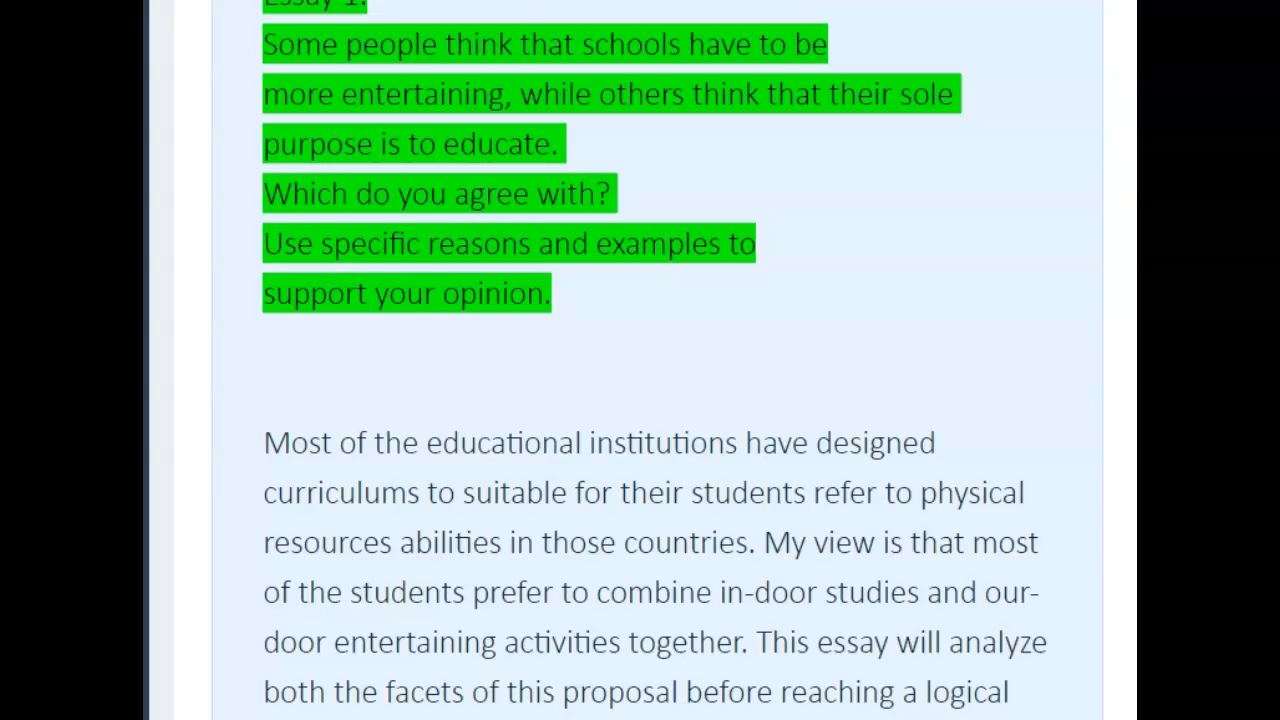 Essay 1:
Some people think that schools have to be
more entertaining, while others think that their sole
purpose is to educate.
Which do you agree with?
Use specific reasons and examples to
support your opinion.
Most of the educational institutions have designed
curriculums to suitable for their students refer to physical
resources abilities in those countries. My view is that most
of the students prefer to combine in-door studies and our-
door entertaining activities together. This essay will analyze
both the facets of this proposal before reaching a logical